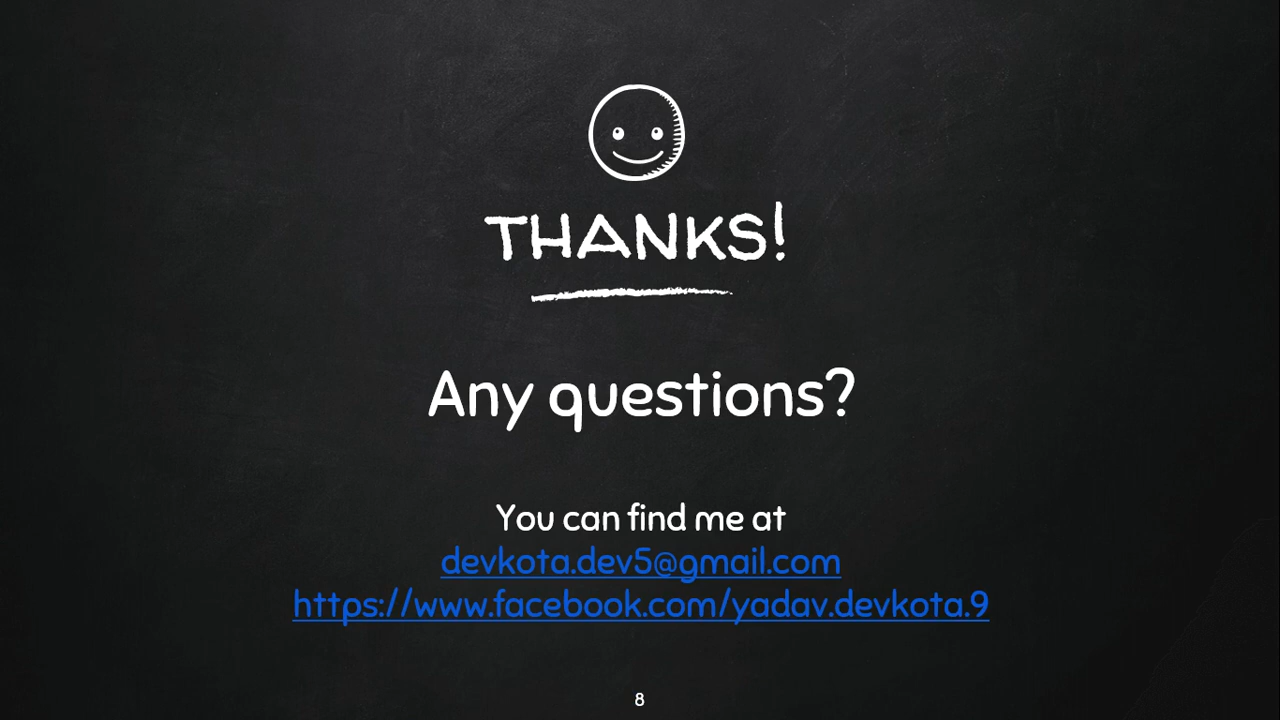 THANKS!
Any questions?
You can find me at
devkota.dev5@gmail.com
https://www.facebook.com/yadav.devkota.9
8